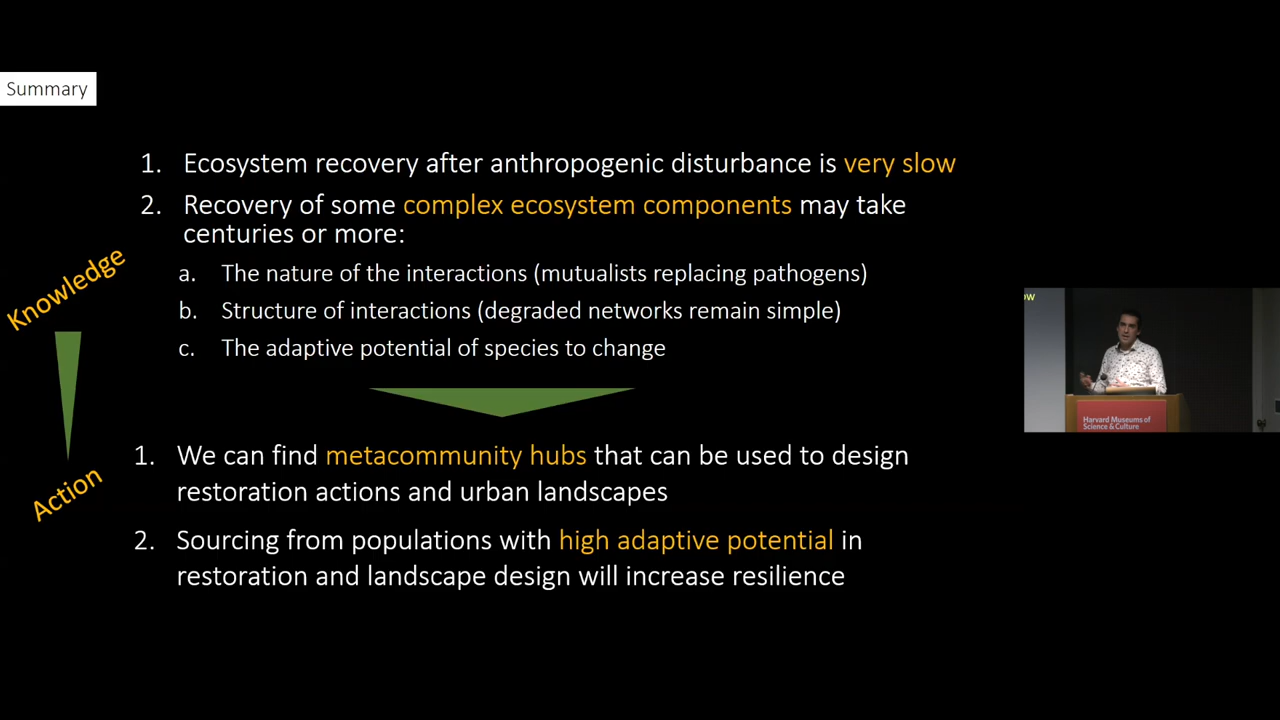 Summary
1. Ecosystem recovery after anthropogenic disturbance is very slow
2. Recovery of some complex ecosystem components may take
centuries or more:
a. The nature of the interactions (mutualists replacing pathogens)
b. Structure of interactions (degraded networks remain simple)
c. The adaptive potential of species to change
Knowledge
Action
1. We can find metacommunity hubs that can be used to design
restoration actions and urban landscapes
2. Sourcing from populations with high adaptive potential in
restoration and landscape design will increase resilience
ow
Harvard Museums of
Science & Culture